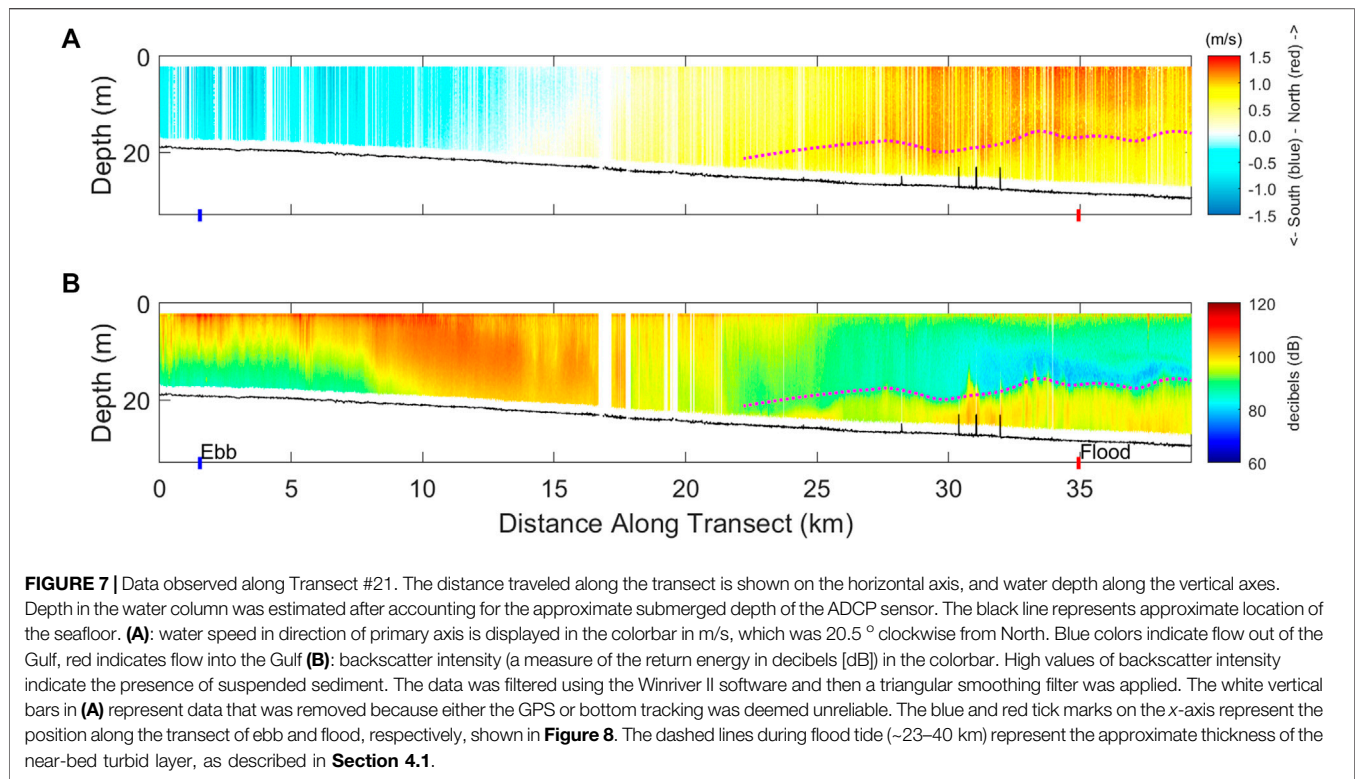 A
0
20
Depth (m)
(m/s)
1.5
1.0
0.5
0.0
-0.5
-1.0
-1.5
<- South (blue) - North (red) ->
B
0
20
Depth (m)
Ebb
Flood
120
100
80
60
decibels (dB)
0 5 10 15 20 25 30 35
Distance Along Transect (km)
FIGURE 7 | Data observed along Transect #21. The distance traveled along the transect is shown on the horizontal axis, and water depth along the vertical axes.
Depth in the water column was estimated after accounting for the approximate submerged depth of the ADCP sensor. The black line represents approximate location of
the seafloor. (A): water speed in direction of primary axis is displayed in the colorbar in m/s, which was 20.5 ° clockwise from North. Blue colors indicate flow out of the
Gulf, red indicates flow into the Gulf (B): backscatter intensity (a measure of the return energy in decibels [dB]) in the colorbar. High values of backscatter intensity
indicate the presence of suspended sediment. The data was filtered using the Winriver II software and then a triangular smoothing filter was applied. The white vertical
bars in (A) represent data that was removed because either the GPS or bottom tracking was deemed unreliable. The blue and red tick marks on the x-axis represent the
position along the transect of ebb and flood, respectively, shown in Figure 8. The dashed lines during flood tide (~23–40 km) represent the approximate thickness of the
near-bed turbid layer, as described in Section 4.1.